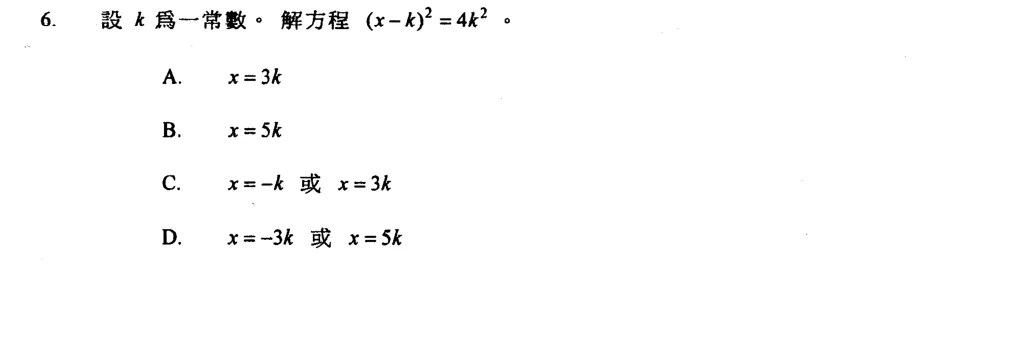 6. 設 k 爲一常數。 解方程 (x – k)² = 4k² 。
A. x = 3k
B. x = 5k
C. x = –k 或 x = 3k
D. x = –3k 或 x = 5k